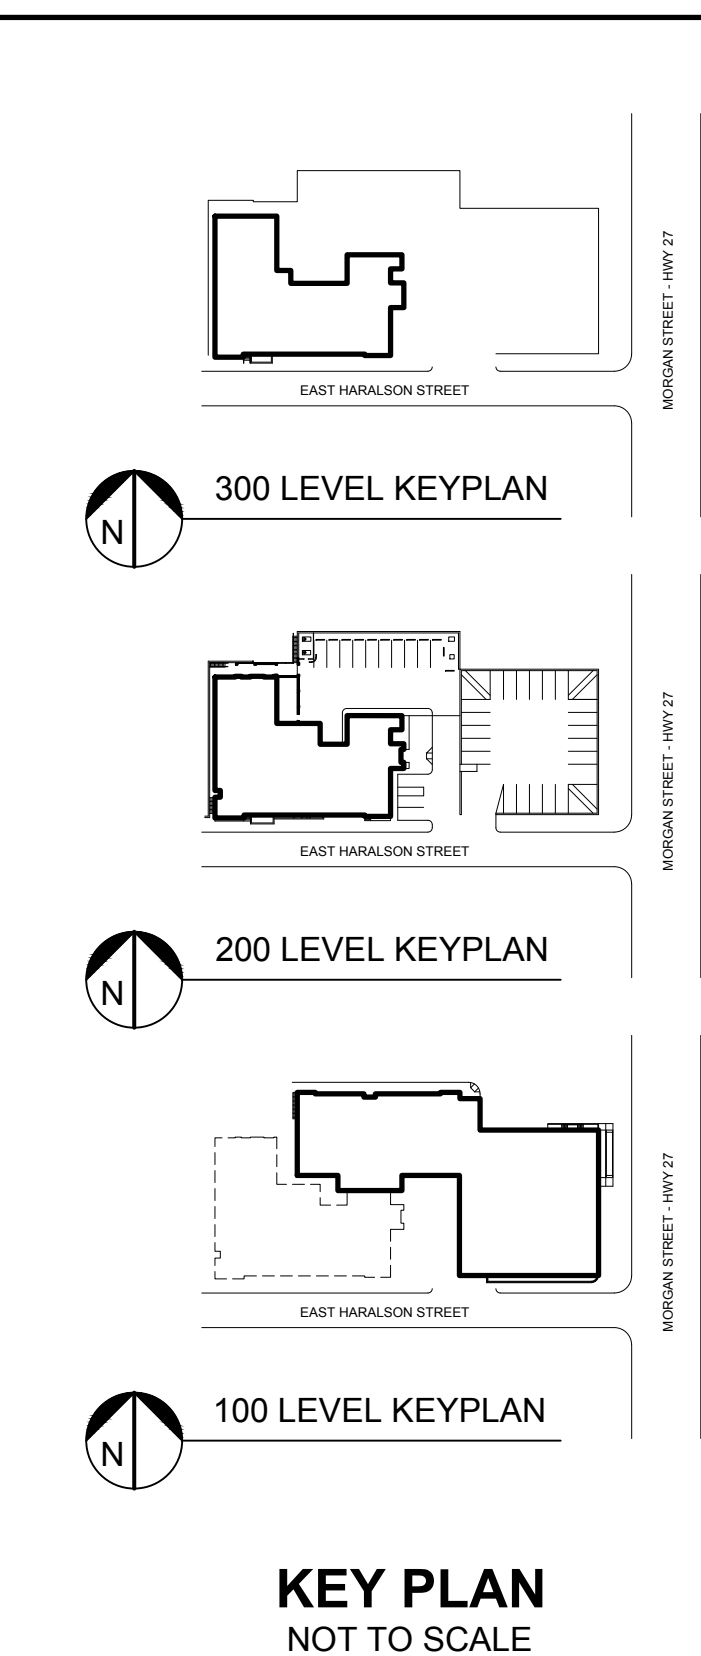 MORGAN STREET - HWY 27
EAST HARALSON STREET
N
300 LEVEL KEYPLAN
MORGAN STREET - HWY 27
EAST HARALSON STREET
N
200 LEVEL KEYPLAN
MORGAN STREET - HWY 27
EAST HARALSON STREET
N
100 LEVEL KEYPLAN
KEY PLAN
NOT TO SCALE